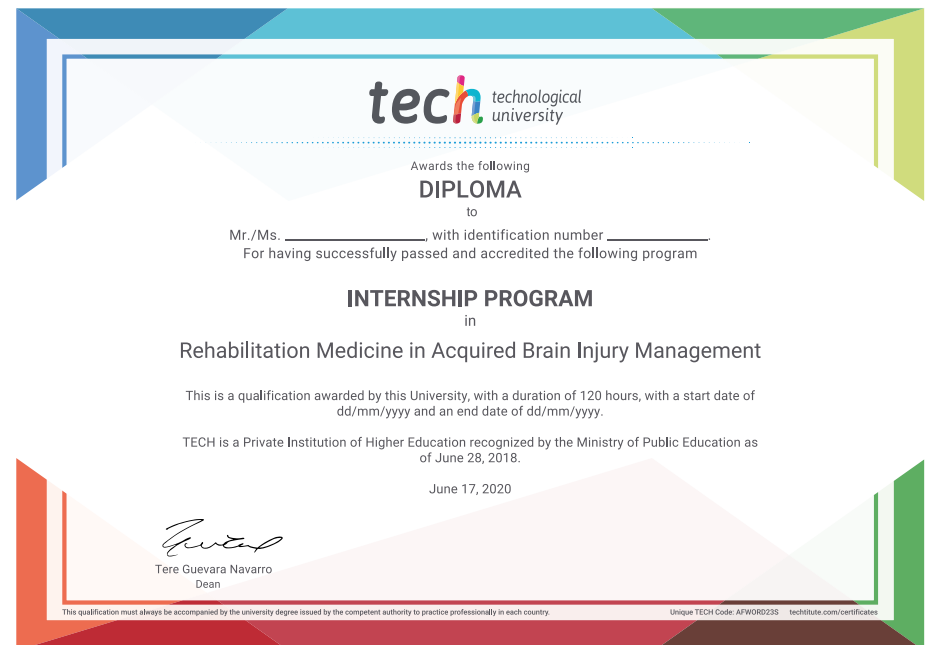 tech technological
university
Awards the following
DIPLOMA
to
Mr./Ms. ____________________, with identification number ______________.
For having successfully passed and accredited the following program
INTERNSHIP PROGRAM
in
Rehabilitation Medicine in Acquired Brain Injury Management
This is a qualification awarded by this University, with a duration of 120 hours, with a start date of
dd/mm/yyyy and an end date of dd/mm/yyyy.
TECH is a Private Institution of Higher Education recognized by the Ministry of Public Education as
of June 28, 2018.
June 17, 2020
Tere Guevara Navarro
Dean
This qualification must always be accompanied by the university degree issued by the competent authority to practice professionally in each country.
Unique TECH Code: AFWORD23S techtitute.com/certificates